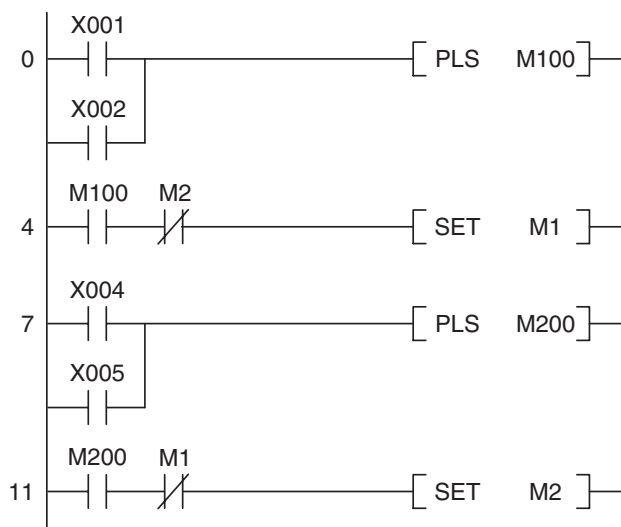 X001
0 PLS M100
X002
M100 M2
4 SET M1
X004
7 PLS M200
X005
M200 M1
11 SET M2